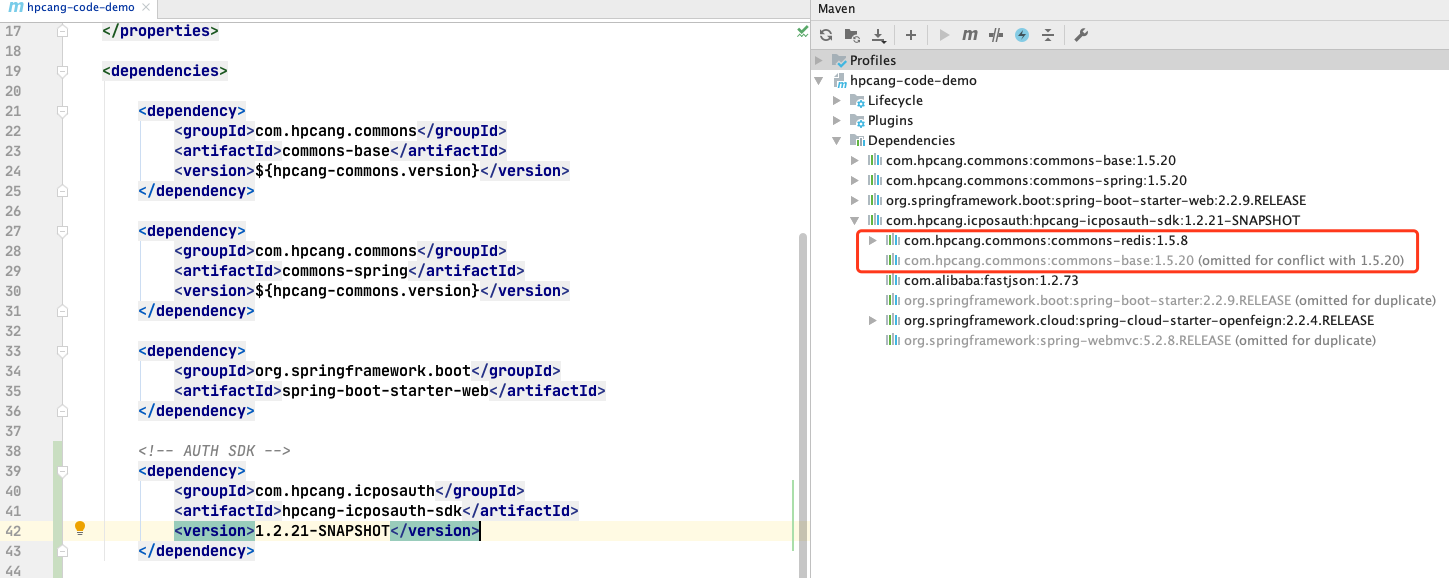 hpcang-code-demo
17 </properties>
18
19 <dependencies>
20
21 <dependency>
22 <groupId>com.hpcang.commons</groupId>
23 <artifactId>commons-base</artifactId>
24 <version>${hpcang-commons.version}</version>
25 </dependency>
26
27 <dependency>
28 <groupId>com.hpcang.commons</groupId>
29 <artifactId>commons-spring</artifactId>
30 <version>${hpcang-commons.version}</version>
31 </dependency>
32
33 <dependency>
34 <groupId>org.springframework.boot</groupId>
35 <artifactId>spring-boot-starter-web</artifactId>
36 </dependency>
37
38 <!-- AUTH SDK -->
39 <dependency>
40 <groupId>com.hpcang.icposauth</groupId>
41 <artifactId>hpcang-icposauth-sdk</artifactId>
42 <version>1.2.21-SNAPSHOT</version>
43 </dependency>
44
Maven
Profiles
hpcang-code-demo
Lifecycle
Plugins
Dependencies
com.hpcang.commons:commons-base:1.5.20
com.hpcang.commons:commons-spring:1.5.20
org.springframework.boot:spring-boot-starter-web:2.2.9.RELEASE
com.hpcang.icposauth:hpcang-icposauth-sdk:1.2.21-SNAPSHOT
com.hpcang.commons:commons-redis:1.5.8
com.hpcang.commons:commons-base:1.5.20 (omitted for conflict with 1.5.20)
com.alibaba:fastjson:1.2.73
org.springframework.boot:spring-boot-starter:2.2.9.RELEASE (omitted for duplicate)
org.springframework.cloud:spring-cloud-starter-openfeign:2.2.4.RELEASE
org.springframework:spring-webmvc:5.2.8.RELEASE (omitted for duplicate)